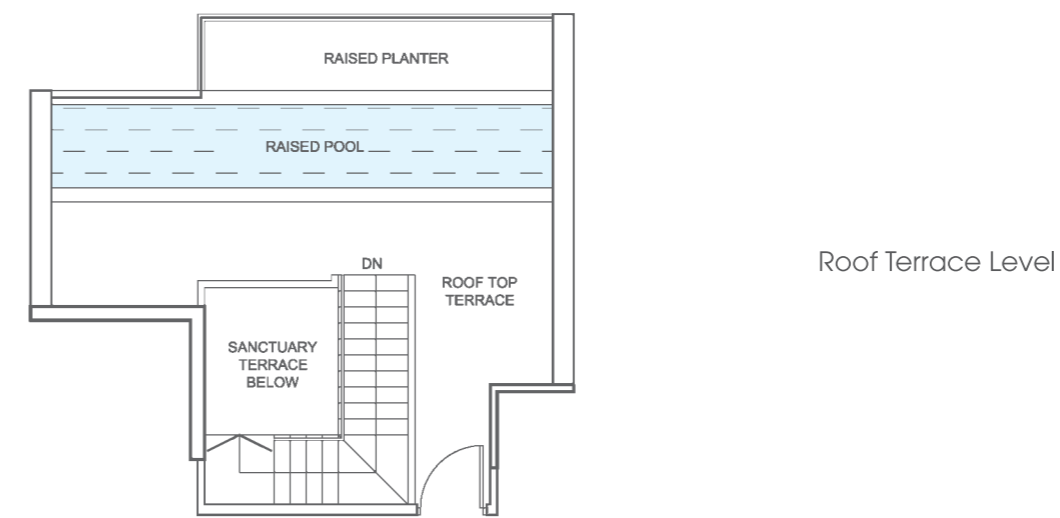 RAISED PLANTER
RAISED POOL
DN
ROOF TOP
TERRACE
SANCTUARY
TERRACE
BELOW
Roof Terrace Level